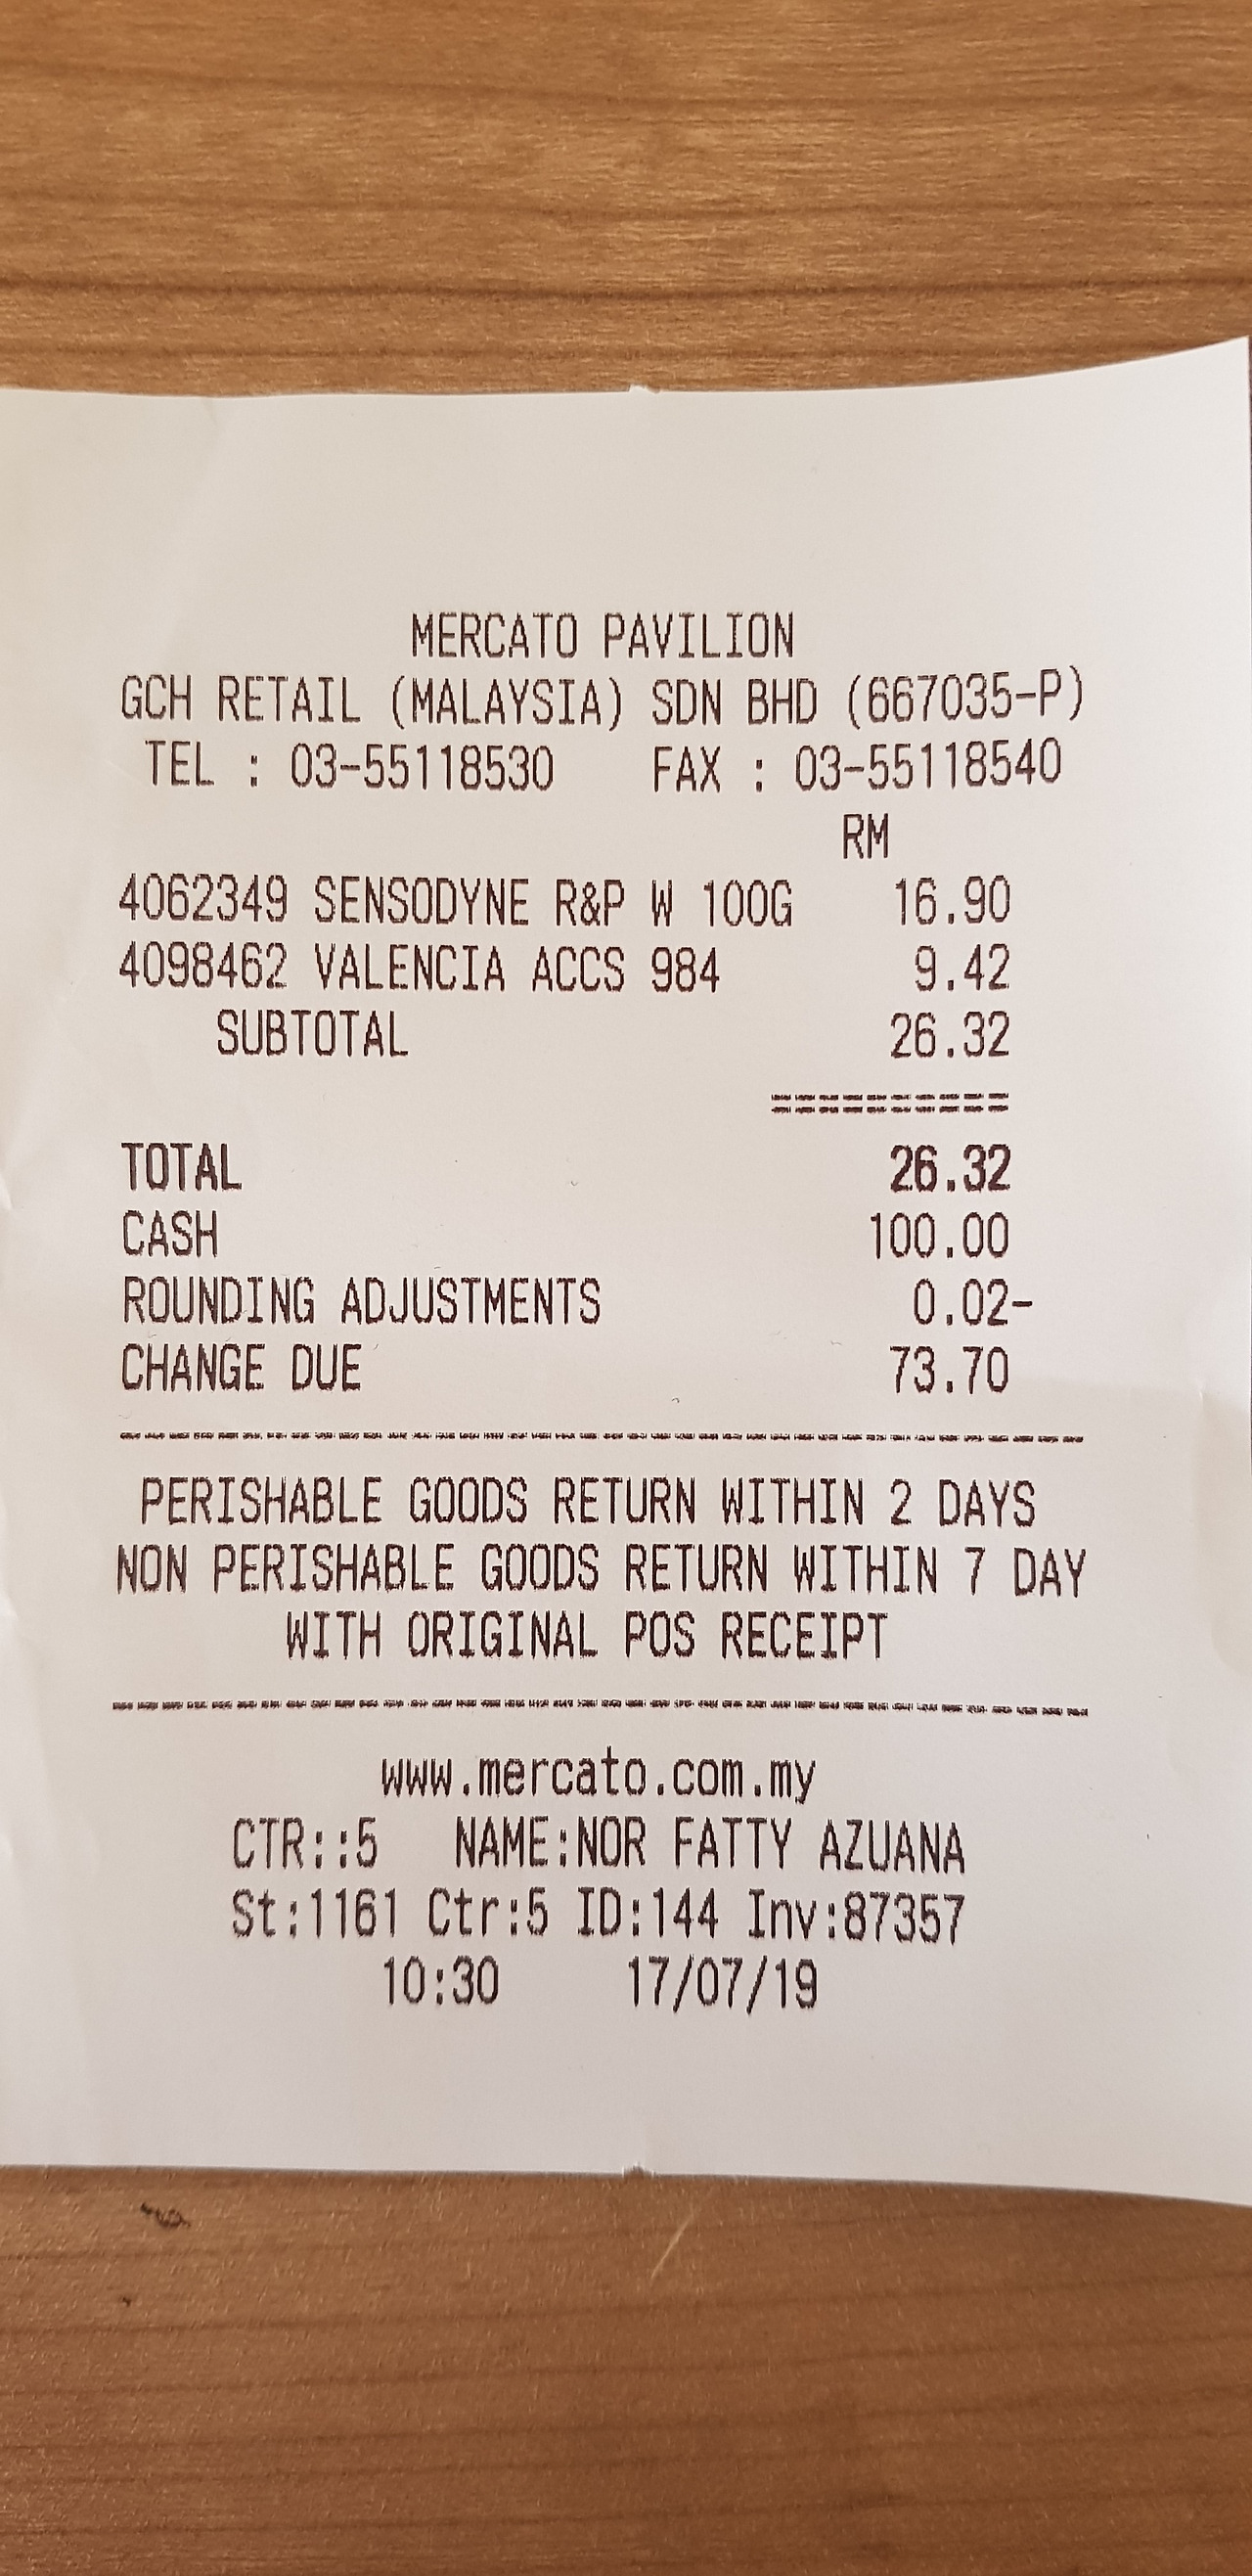 MERCATO PAVILION
GCH RETAIL (MALAYSIA) SDN BHD (667035-P)
TEL : 03-55118530 FAX : 03-55118540
RM
4062349 SENSODYNE R&P W 100G 16.90
4098462 VALENCIA ACCS 984 9.42
SUBTOTAL 26.32
==========
TOTAL 26.32
CASH 100.00
ROUNDING ADJUSTMENTS 0.02-
CHANGE DUE 73.70
----------------------------------------
PERISHABLE GOODS RETURN WITHIN 2 DAYS
NON PERISHABLE GOODS RETURN WITHIN 7 DAY
WITH ORIGINAL POS RECEIPT
----------------------------------------
www.mercato.com.my
CTR::5 NAME:NOR FATTY AZUANA
St:1161 Ctr:5 ID:144 Inv:87357
10:30 17/07/19